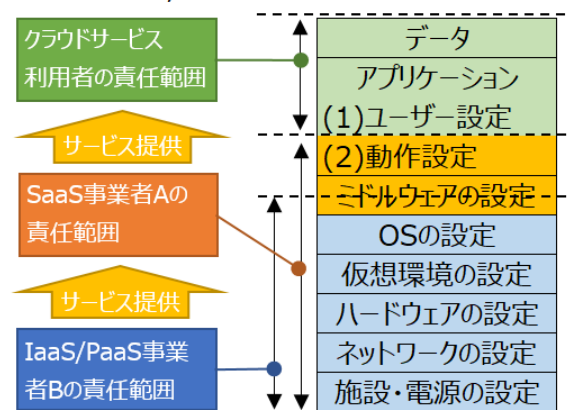 クラウドサービス
利用者の責任範囲
サービス提供
SaaS事業者Aの
責任範囲
サービス提供
IaaS/PaaS事業
者Bの責任範囲
データ
アプリケーション
(1)ユーザー設定
(2)動作設定
ミドルウェアの設定
OSの設定
仮想環境の設定
ハードウェアの設定
ネットワークの設定
施設・電源の設定